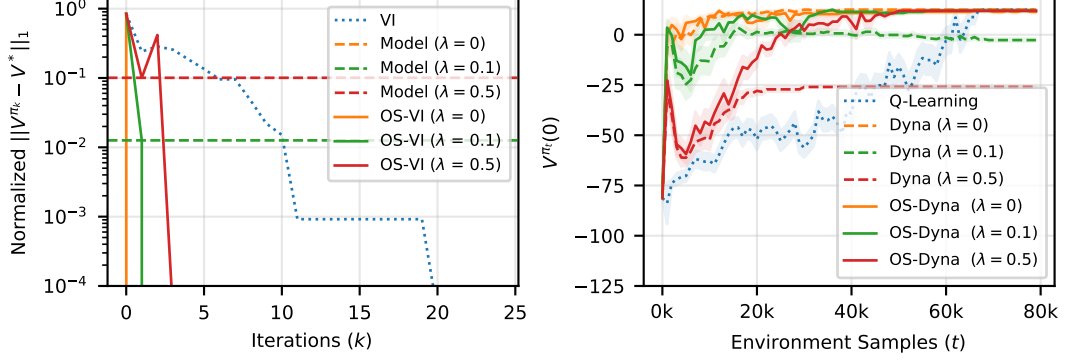 Normalized ||V^{π_k} − V^*||_1
10^0
10^{−1}
10^{−2}
10^{−3}
10^{−4}
VI
Model (λ = 0)
Model (λ = 0.1)
Model (λ = 0.5)
OS-VI (λ = 0)
OS-VI (λ = 0.1)
OS-VI (λ = 0.5)
0 5 10 15 20 25
Iterations (k)
V^{π_t}(0)
0
−25
−50
−75
−100
−125
Q-Learning
Dyna (λ = 0)
Dyna (λ = 0.1)
Dyna (λ = 0.5)
OS-Dyna (λ = 0)
OS-Dyna (λ = 0.1)
OS-Dyna (λ = 0.5)
0k 20k 40k 60k 80k
Environment Samples (t)